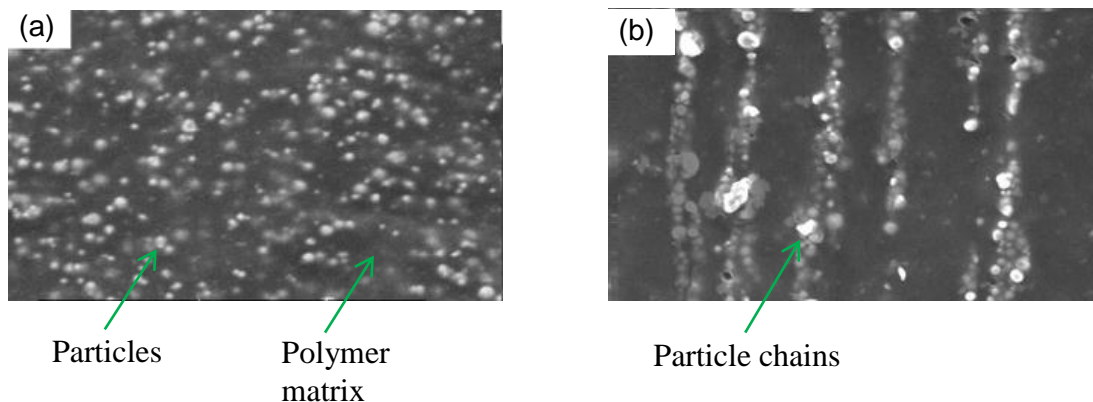 (a)
(b)
Particles
Polymer
matrix
Particle chains